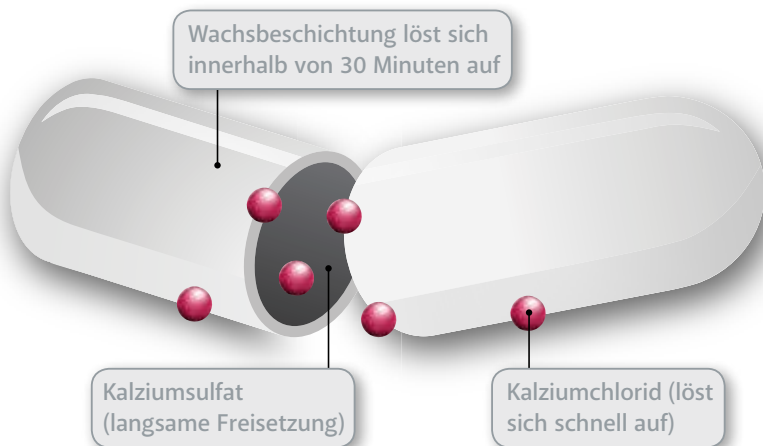 Wachsbeschichtung löst sich
innerhalb von 30 Minuten auf
Kalziumsulfat
(langsame Freisetzung)
Kalziumchlorid (löst
sich schnell auf)